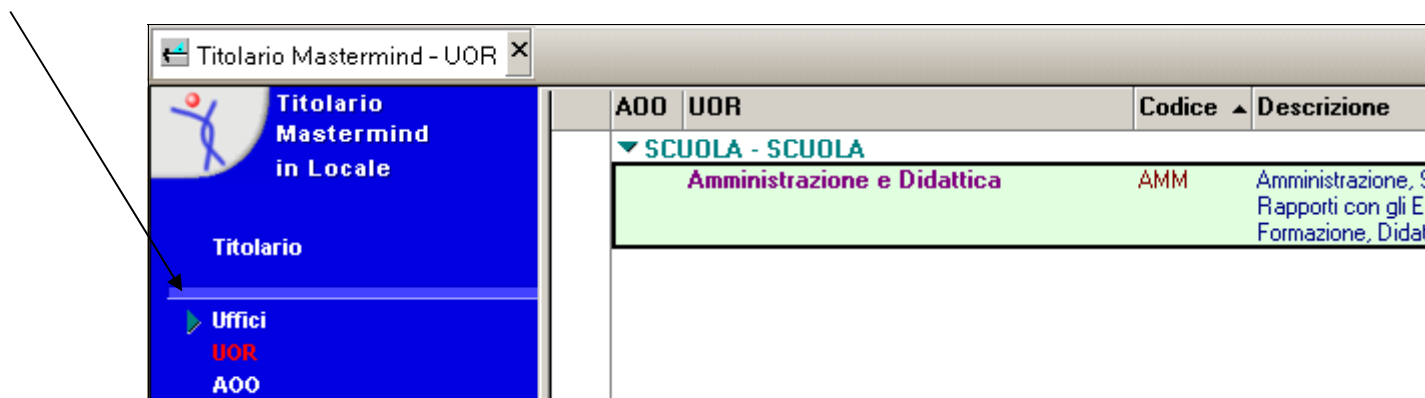 Titolario Mastermind - UOR
Titolario
Mastermind
in Locale
Titolario
Uffici
UOR
AOO
AOO UOR Codice Descrizione
SCUOLA - SCUOLA
Amministrazione e Didattica AMM Amministrazione, S
Rapporti con gli E
Formazione, Didat